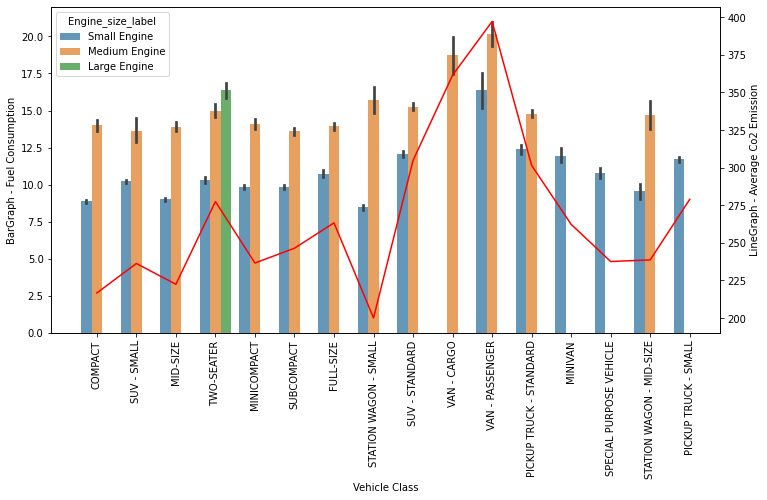 Engine_size_label
Small Engine
Medium Engine
Large Engine
BarGraph - Fuel Consumption
20.0
17.5
15.0
12.5
10.0
7.5
5.0
2.5
0.0
400
375
350
325
300
275
250
225
200
LineGraph - Average Co2 Emission
COMPACT
SUV - SMALL
MID-SIZE
TWO-SEATER
MINICOMPACT
SUBCOMPACT
FULL-SIZE
STATION WAGON - SMALL
SUV - STANDARD
VAN - CARGO
VAN - PASSENGER
PICKUP TRUCK - STANDARD
MINIVAN
SPECIAL PURPOSE VEHICLE
STATION WAGON - MID-SIZE
PICKUP TRUCK - SMALL
Vehicle Class